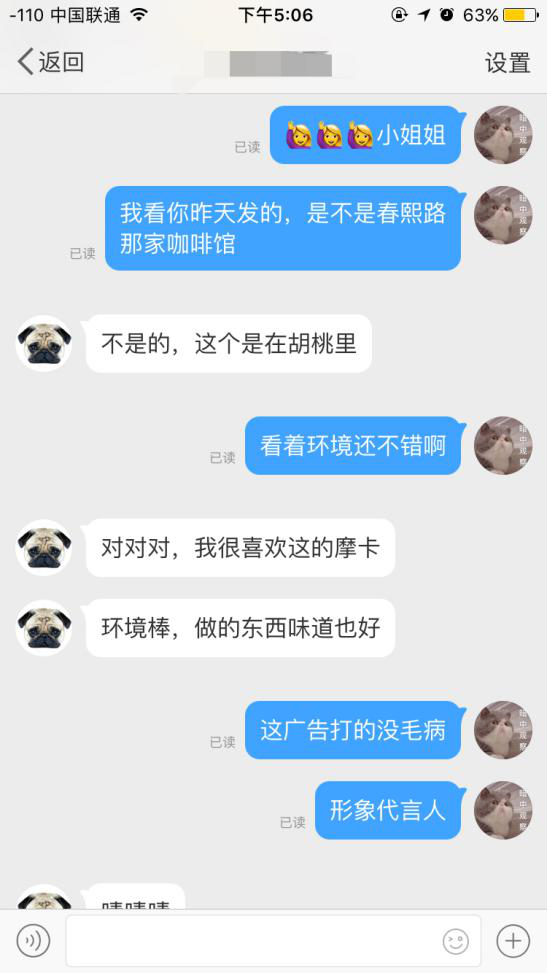 -110 中国联通 下午5:06 63%
返回 设置
🙋‍♀️🙋‍♀️🙋‍♀️小姐姐
已读
我看你昨天发的，是不是春熙路
那家咖啡馆
已读
不是的，这个是在胡桃里
看着环境还不错啊
已读
对对对，我很喜欢这的摩卡
环境棒，做的东西味道也好
这广告打的没毛病
已读
形象代言人
已读